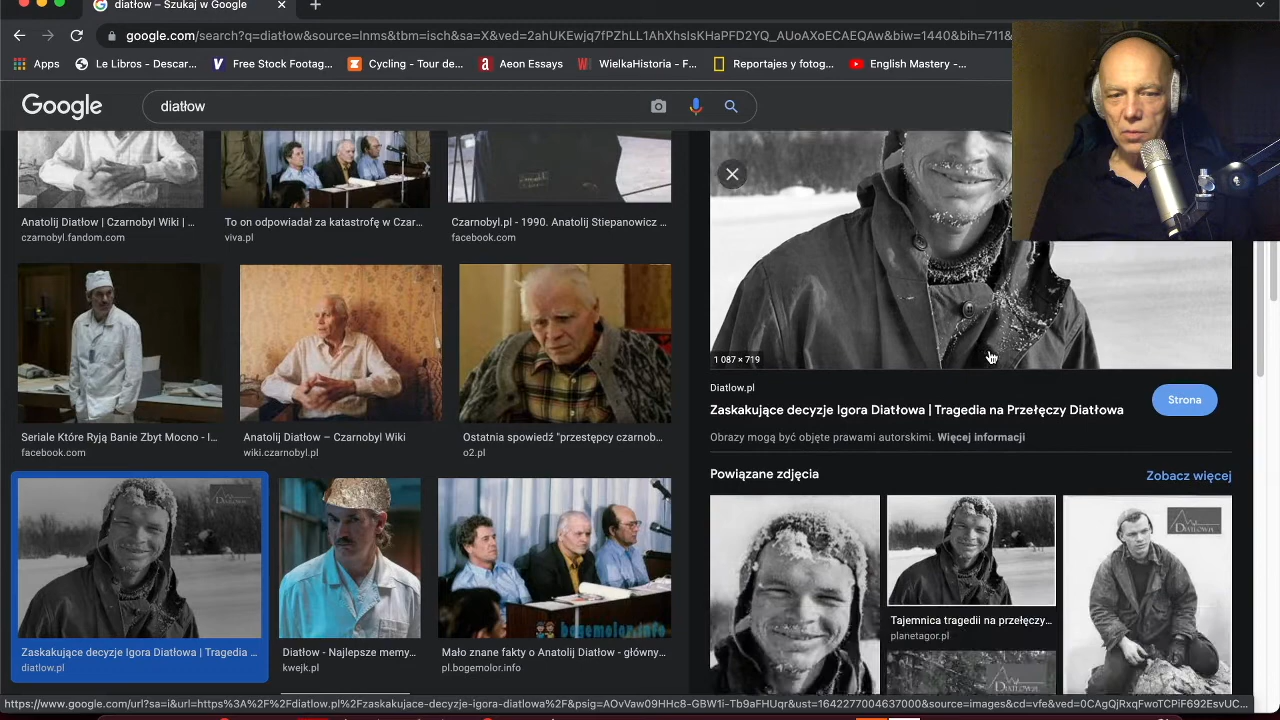 diatłow – Szukaj w Google
google.com/search?q=diatłow&source=lnms&tbm=isch&sa=X&ved=2ahUKEwjq7fPZhLL1AhXhsIsKHaPFD2YQ_AUoAXoECAEQAw&biw=1440&bih=711&
Apps
Le Libros – Descar...
Free Stock Footag...
Cycling - Tour de...
Aeon Essays
WielkaHistoria - F...
Reportajes y fotog...
English Mastery -...
Google
diatłow
Anatolij Diatłow | Czarnobyl Wiki | ...
czarnobyl.fandom.com
To on odpowiadał za katastrofę w Czar...
viva.pl
Czarnobyl.pl - 1990. Anatolij Stiepanowicz ...
facebook.com
Seriale Które Ryją Banie Zbyt Mocno - I...
facebook.com
Anatolij Diatłow – Czarnobyl Wiki
wiki.czarnobyl.pl
Ostatnia spowiedź "przestępcy czarnob...
o2.pl
bogomolov.info
Zaskakujące decyzje Igora Diatłowa | Tragedia ...
diatlow.pl
Diatłow - Najlepsze memy...
kwejk.pl
Mało znane fakty o Anatolij Diatłow - główny...
pl.bogemolor.info
1 087 × 719
Diatlow.pl
Zaskakujące decyzje Igora Diatłowa | Tragedia na Przełęczy Diatłowa
Strona
Obrazy mogą być objęte prawami autorskimi. Więcej informacji
Powiązane zdjęcia
Zobacz więcej
DIATLOW.PL
Tajemnica tragedii na przełęczy...
planetagor.pl